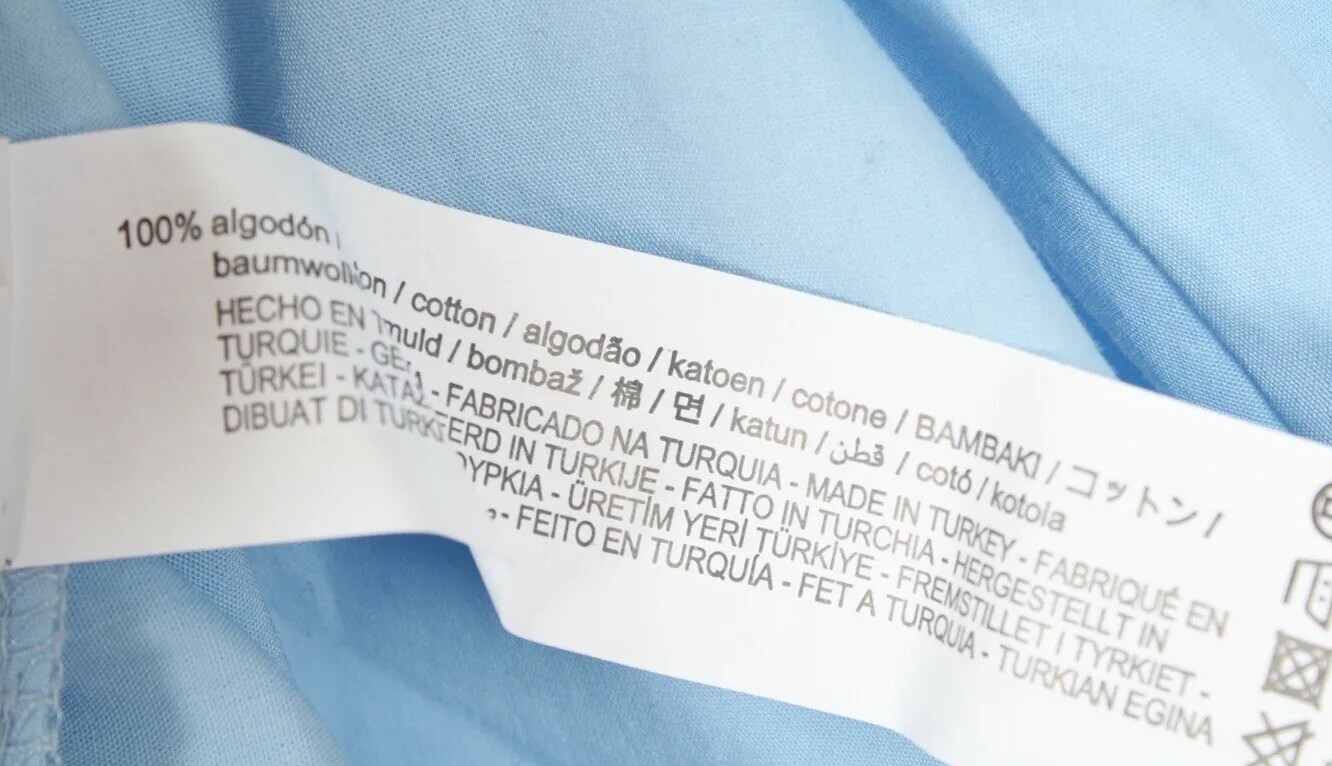 100% algodón / cotton / algodão / katoen / cotone / BAMBAKI / コットン /
bombaž / 棉 / 면 / katun / قطن / cotó / kotoia
HECHO EN - FABRICADO NA TURQUIA - MADE IN TURKEY - FABRIQUÉ EN
TURQUIE - IN TURKIJE - FATTO IN TURCHIA - HERGESTELLT IN
TÜRKEI - - ÜRETİM YERİ TÜRKİYE - FREMSTILLET I TYRKIET -
DIBUAT DI - FEITO EN TURQUÍA - FET A TURQUIA - TURKIAN EGINA